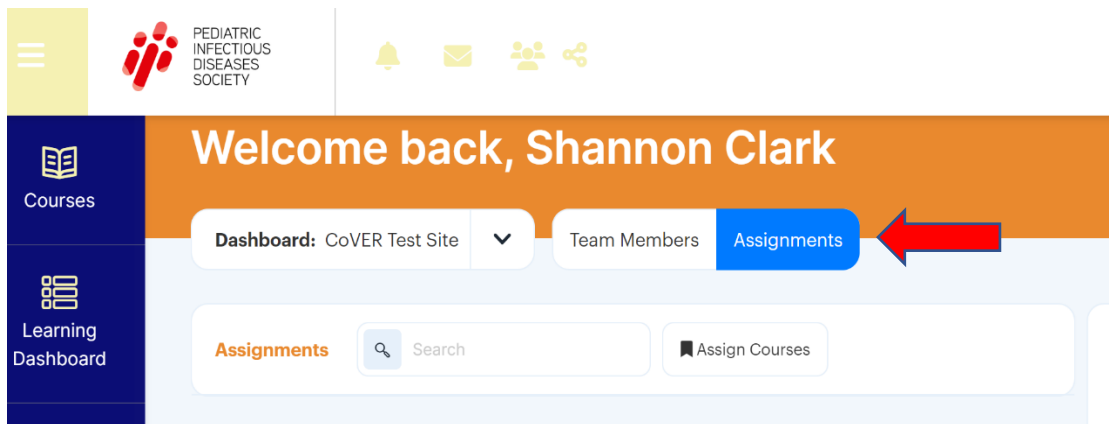 PEDIATRIC
INFECTIOUS
DISEASES
SOCIETY
Welcome back, Shannon Clark
Courses
Dashboard: CoVER Test Site
Team Members
Assignments
Learning
Dashboard
Assignments
Search
Assign Courses